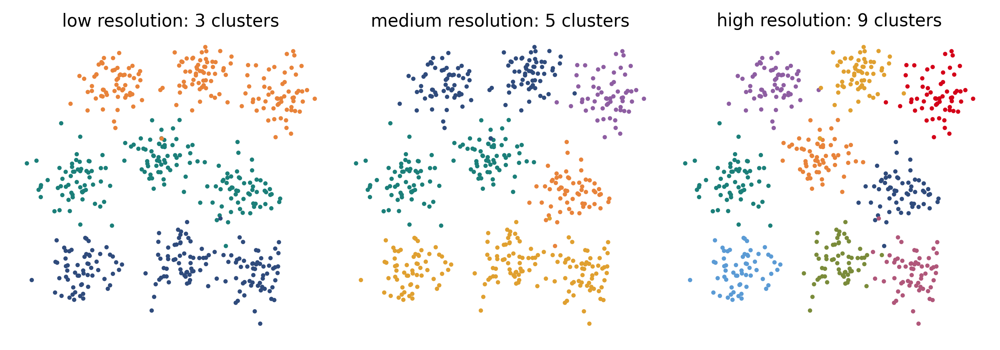 low resolution: 3 clusters
medium resolution: 5 clusters
high resolution: 9 clusters